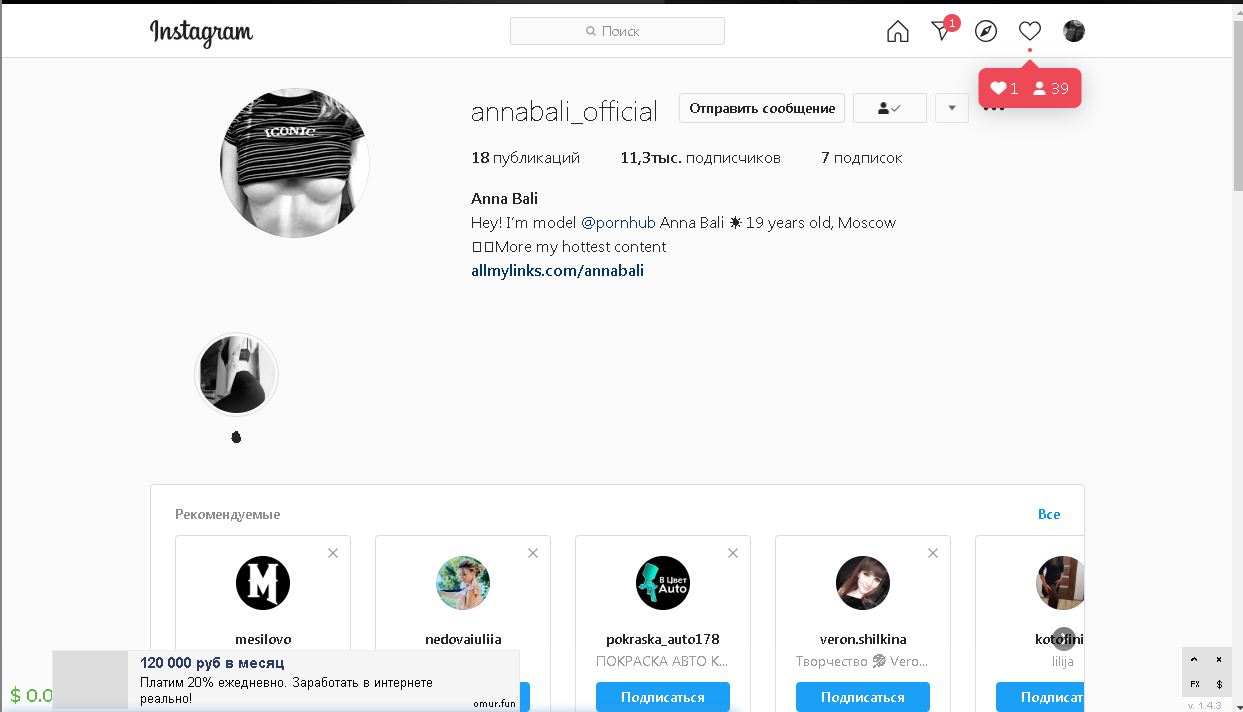 Instagram
Поиск
1
1 39
annabali_official
Отправить сообщение
18 публикаций 11,3тыс. подписчиков 7 подписок
ICONIC
Anna Bali
Hey! I´m model @pornhub Anna Bali ☀ 19 years old, Moscow
More my hottest content
allmylinks.com/annabali
Рекомендуемые Все
M В Цвет Auto
mesilovo nedovaiuliia pokraska_auto178 veron.shilkina kotofini
ПОКРАСКА АВТО К... Творчество Vero... lilija
120 000 руб в месяц
Платим 20% ежедневно. Заработать в интернете
реально!
omur.fun
$ 0.0
Подписаться Подписаться Подписат
FX $
v. 1.4.3